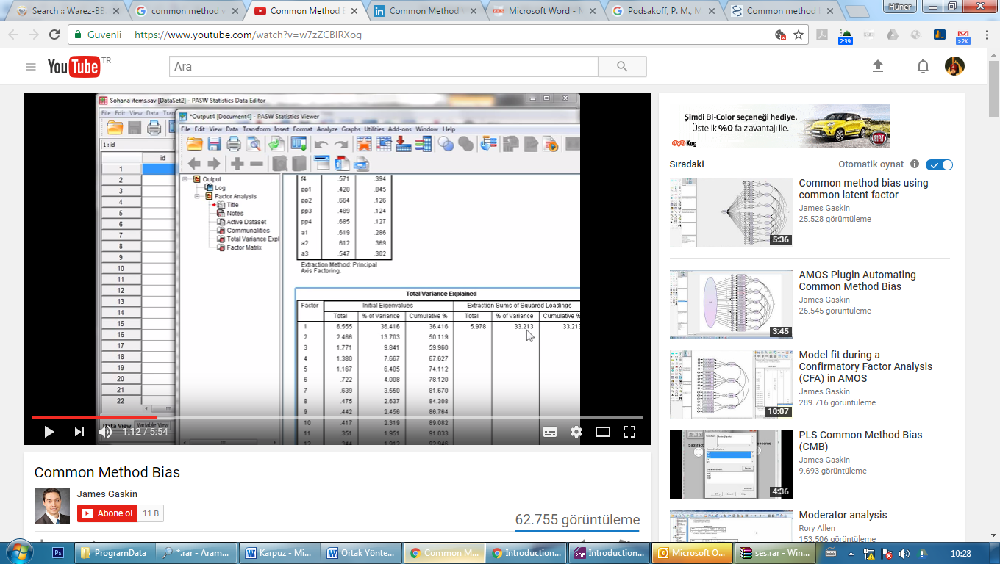 Search :: Warez-BB
common method v
Common Method B
Common Method V
Microsoft Word - M
Podsakoff, P. M., M
Common method
Hüner
Güvenli
https://www.youtube.com/watch?v=w7zZCBIRXog
2:39
>2K
YouTube TR
Ara
Sohana items.sav [DataSet2] - PASW Statistics Data Editor
File Edit View Data Trans
1 : id
id
1
2
3
4
5
6
7
8
9
10
11
12
13
14
15
16
17
18
19
20
21
22
Data View Variable View
*Output4 [Document4] - PASW Statistics Viewer
File Edit View Data Transform Insert Format Analyze Graphs Utilities Add-ons Window Help
Output
Log
Factor Analysis
Title
Notes
Active Dataset
Communalities
Total Variance Expl
Factor Matrix
f4 .571 .394
pp1 .420 .045
pp2 .664 .126
pp3 .489 .124
pp4 .685 .127
a1 .619 .286
a2 .612 .369
a3 .547 .302
Extraction Method: Principal
Axis Factoring.
Total Variance Explained
Factor Initial Eigenvalues Extraction Sums of Squared Loadings
Total % of Variance Cumulative % Total % of Variance Cumulative %
1 6.555 36.416 36.416 5.978 33.213 33.213
2 2.466 13.703 50.119
3 1.771 9.841 59.960
4 1.380 7.667 67.627
5 1.167 6.485 74.112
6 .722 4.008 78.120
7 .639 3.550 81.670
8 .475 2.637 84.308
9 .442 2.456 86.764
10 .417 2.319 89.082
11 .351 1.951 91.033
12 .344 1.912 92.946
1:12 / 5:54
Common Method Bias
James Gaskin
Abone ol 11 B
62.755 görüntüleme
Şimdi Bi-Color seçeneği hediye.
Üstelik %0 faiz avantajı ile.
Koç
FIAT
Sıradaki
Otomatik oynat
Common method bias using
common latent factor
James Gaskin
25.528 görüntüleme
5:36
AMOS Plugin Automating
Common Method Bias
James Gaskin
26.545 görüntüleme
3:45
Model fit during a
Confirmatory Factor Analysis
(CFA) in AMOS
James Gaskin
289.716 görüntüleme
10:07
PLS Common Method Bias
(CMB)
James Gaskin
9.693 görüntüleme
4:36
Moderator analysis
Rory Allen
153.506 görüntüleme
Ps
ProgramData
*.rar - Aram...
Karpuz - Mi...
Ortak Yönte...
Common M...
Introduction...
Introduction...
Microsoft O...
ses.rar - Win...
10:28